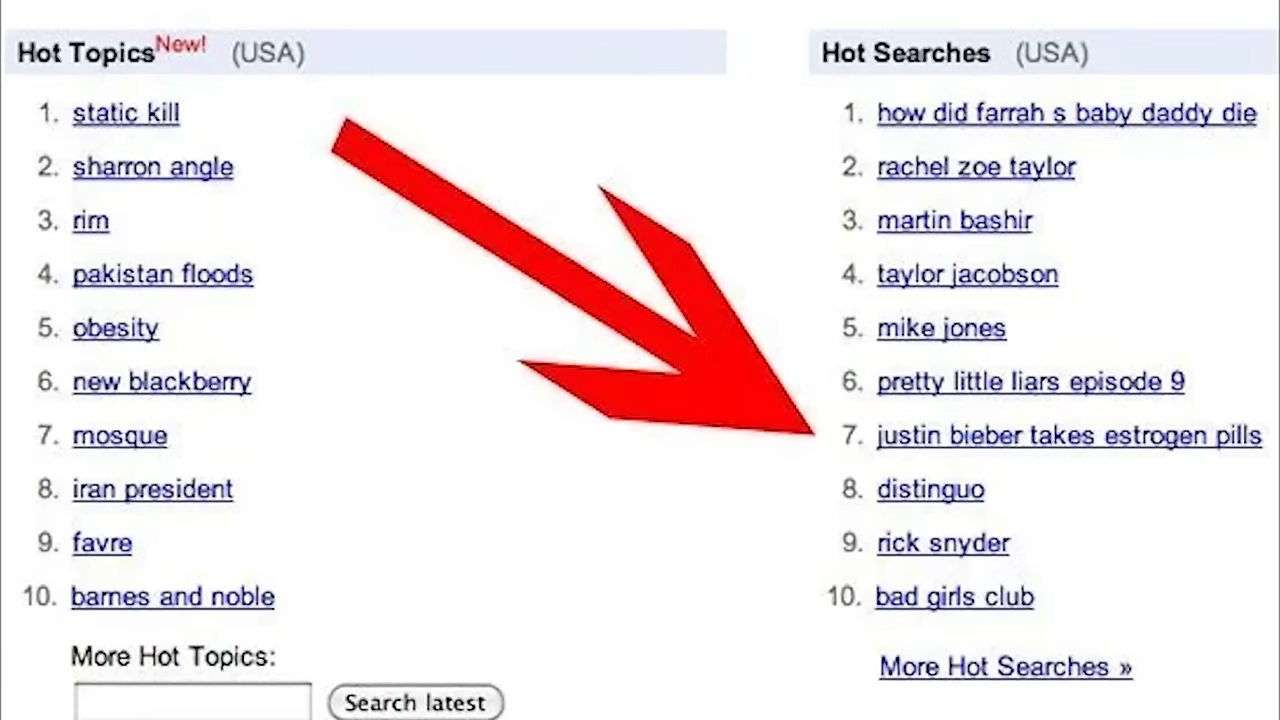 Hot Topics New! (USA)
1. static kill
2. sharron angle
3. rim
4. pakistan floods
5. obesity
6. new blackberry
7. mosque
8. iran president
9. favre
10. barnes and noble
More Hot Topics:
Search latest
Hot Searches (USA)
1. how did farrah s baby daddy die
2. rachel zoe taylor
3. martin bashir
4. taylor jacobson
5. mike jones
6. pretty little liars episode 9
7. justin bieber takes estrogen pills
8. distinguo
9. rick snyder
10. bad girls club
More Hot Searches »